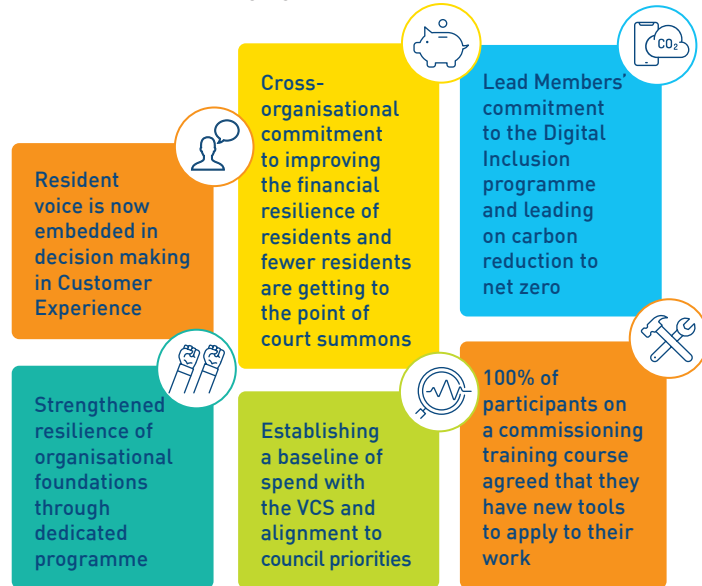 Resident
voice is now
embedded in
decision making
in Customer
Experience
Cross-
organisational
commitment
to improving
the financial
resilience of
residents and
fewer residents
are getting to
the point of
court summons
Lead Members’
commitment
to the Digital
Inclusion
programme
and leading
on carbon
reduction to
net zero
CO₂
Strengthened
resilience of
organisational
foundations
through
dedicated
programme
Establishing
a baseline of
spend with
the VCS and
alignment to
council priorities
100% of
participants on
a commissioning
training course
agreed that they
have new tools
to apply to their
work